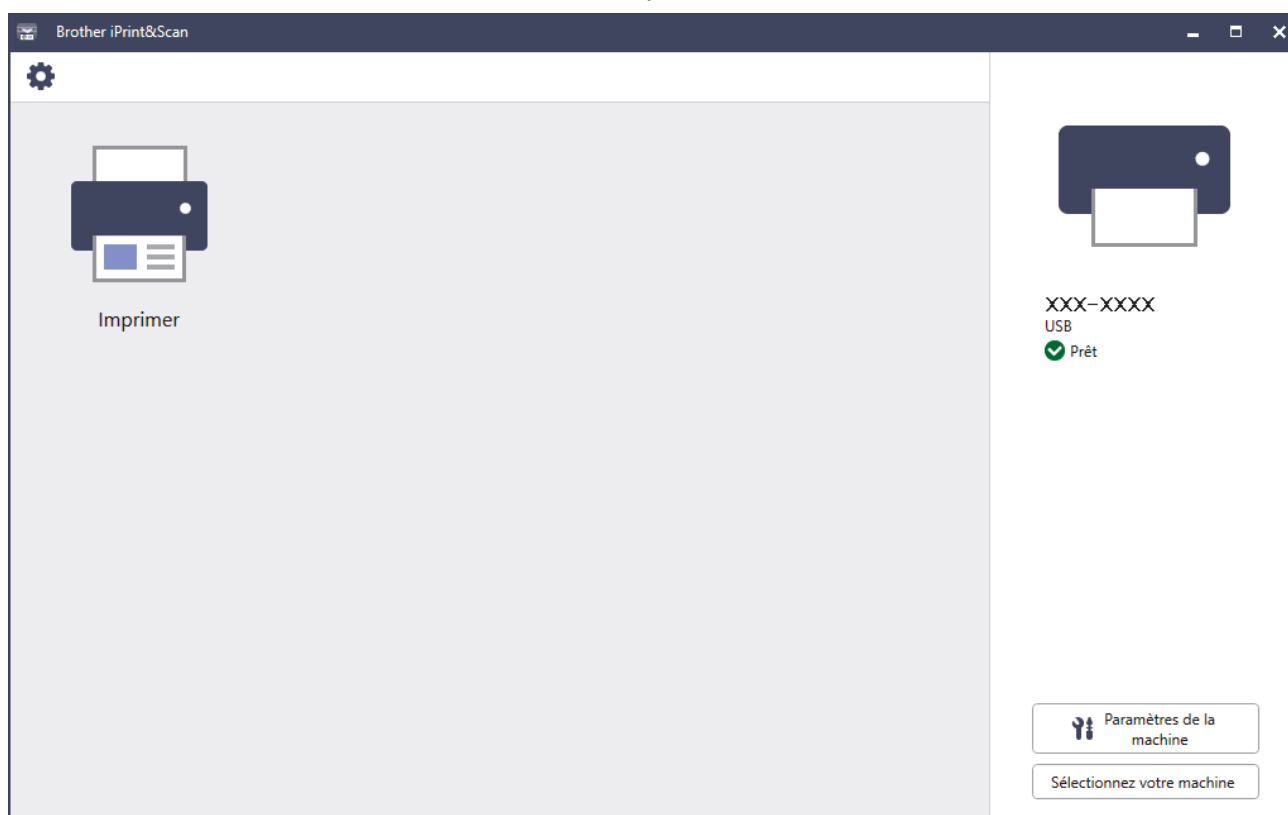 Brother iPrint&Scan
Imprimer
XXX-XXXX
USB
Prêt
Paramètres de la
machine
Sélectionnez votre machine